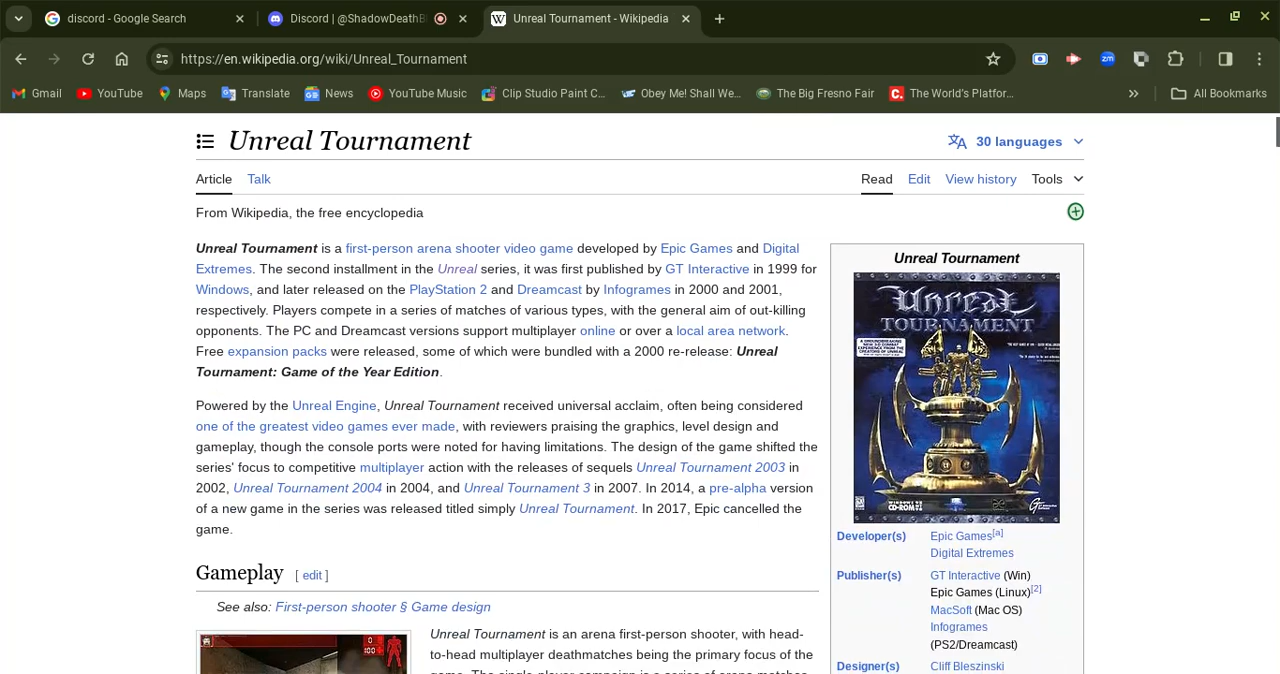 discord - Google Search
Discord | @ShadowDeathB
Unreal Tournament - Wikipedia
https://en.wikipedia.org/wiki/Unreal_Tournament
Gmail
YouTube
Maps
Translate
News
YouTube Music
Clip Studio Paint C...
Obey Me! Shall We...
The Big Fresno Fair
The World's Platfor...
All Bookmarks
Unreal Tournament
30 languages
Article Talk
Read Edit View history Tools
From Wikipedia, the free encyclopedia
Unreal Tournament is a first-person arena shooter video game developed by Epic Games and Digital
Extremes. The second installment in the Unreal series, it was first published by GT Interactive in 1999 for
Windows, and later released on the PlayStation 2 and Dreamcast by Infogrames in 2000 and 2001,
respectively. Players compete in a series of matches of various types, with the general aim of out-killing
opponents. The PC and Dreamcast versions support multiplayer online or over a local area network.
Free expansion packs were released, some of which were bundled with a 2000 re-release: Unreal
Tournament: Game of the Year Edition.
Powered by the Unreal Engine, Unreal Tournament received universal acclaim, often being considered
one of the greatest video games ever made, with reviewers praising the graphics, level design and
gameplay, though the console ports were noted for having limitations. The design of the game shifted the
series' focus to competitive multiplayer action with the releases of sequels Unreal Tournament 2003 in
2002, Unreal Tournament 2004 in 2004, and Unreal Tournament 3 in 2007. In 2014, a pre-alpha version
of a new game in the series was released titled simply Unreal Tournament. In 2017, Epic cancelled the
game.
Gameplay [ edit ]
See also: First-person shooter § Game design
Unreal Tournament is an arena first-person shooter, with head-
to-head multiplayer deathmatches being the primary focus of the
game. The single-player campaign is a series of arena matches
Unreal Tournament
Unreal
TOURNAMENT
Developer(s) Epic Games[a]
Digital Extremes
Publisher(s) GT Interactive (Win)
Epic Games (Linux)[2]
MacSoft (Mac OS)
Infogrames
(PS2/Dreamcast)
Designer(s) Cliff Bleszinski